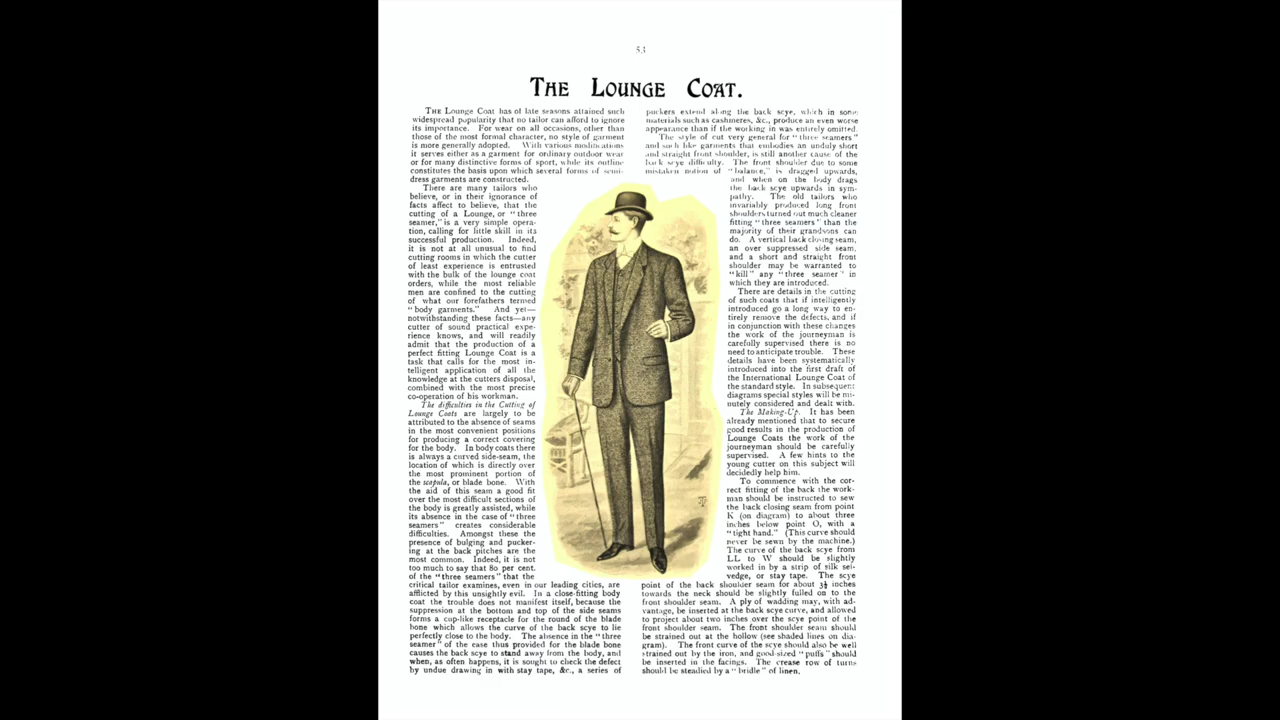 53
THE LOUNGE COAT.
THE Lounge Coat has of late seasons attained such
widespread popularity that no tailor can afford to ignore
its importance. For wear on all occasions, other than
those of the most formal character, no style of garment
is more generally adopted. With various modifications
it serves either as a garment for ordinary outdoor wear
or for many distinctive forms of sport, while its outline
constitutes the basis upon which several forms of semi-
dress garments are constructed.
There are many tailors who
believe, or in their ignorance of
facts affect to believe, that the
cutting of a Lounge, or "three
seamer," is a very simple opera-
tion, calling for little skill in its
successful production. Indeed,
it is not at all unusual to find
cutting rooms in which the cutter
of least experience is entrusted
with the bulk of the lounge coat
orders, while the most reliable
men are confined to the cutting
of what our forefathers termed
"body garments." And yet—
notwithstanding these facts—any
cutter of sound practical expe-
rience knows, and will readily
admit that the production of a
perfect fitting Lounge Coat is a
task that calls for the most in-
telligent application of all the
knowledge at the cutters disposal,
combined with the most precise
co-operation of his workman.
The difficulties in the Cutting of
Lounge Coats are largely to be
attributed to the absence of seams
in the most convenient positions
for producing a correct covering
for the body. In body coats there
is always a curved side-seam, the
location of which is directly over
the most prominent portion of
the scapula, or blade bone. With
the aid of this seam a good fit
over the most difficult sections of
the body is greatly assisted, while
its absence in the case of "three
seamers" creates considerable
difficulties. Amongst these the
presence of bulging and pucker-
ing at the back pitches are the
most common. Indeed, it is not
too much to say that 80 per cent.
of the "three seamers" that the
critical tailor examines, even in our leading cities, are
afflicted by this unsightly evil. In a close-fitting body
coat the trouble does not manifest itself, because the
suppression at the bottom and top of the side seams
forms a cup-like receptacle for the round of the blade
bone which allows the curve of the back scye to lie
perfectly close to the body. The absence in the "three
seamer" of the ease thus provided for the blade bone
causes the back scye to stand away from the body, and
when, as often happens, it is sought to check the defect
by undue drawing in with stay tape, &c., a series of
puckers extend along the back scye, which in some
materials such as cashmeres, &c., produce an even worse
appearance than if the working in was entirely omitted.
The style of cut very general for "three seamers"
and such like garments that embodies an unduly short
and straight front shoulder, is still another cause of the
back scye difficulty. The front shoulder due to some
mistaken notion of "balance," is dragged upwards,
and when on the body drags
the back scye upwards in sym-
pathy. The old tailors who
invariably produced long front
shoulders turned out much cleaner
fitting "three seamers" than the
majority of their grandsons can
do. A vertical back closing seam,
an over suppressed side seam,
and a short and straight front
shoulder may be warranted to
"kill" any "three seamer" in
which they are introduced.
There are details in the cutting
of such coats that if intelligently
introduced go a long way to en-
tirely remove the defects, and if
in conjunction with these changes
the work of the journeyman is
carefully supervised there is no
need to anticipate trouble. These
details have been systematically
introduced into the first draft of
the International Lounge Coat of
the standard style. In subsequent
diagrams special styles will be mi-
nutely considered and dealt with.
The Making-Up. It has been
already mentioned that to secure
good results in the production of
Lounge Coats the work of the
journeyman should be carefully
supervised. A few hints to the
young cutter on this subject will
decidedly help him.
To commence with the cor-
rect fitting of the back the work-
man should be instructed to sew
the back closing seam from point
K (on diagram) to about three
inches below point O, with a
"tight hand." (This curve should
never be sewn by the machine.)
The curve of the back scye from
LL to W should be slightly
worked in by a strip of silk sel-
vedge, or stay tape. The scye
point of the back shoulder seam for about 3½ inches
towards the neck should be slightly fulled on to the
front shoulder seam. A ply of wadding may, with ad-
vantage, be inserted at the back scye curve, and allowed
to project about two inches over the scye point of the
front shoulder seam. The front shoulder seam should
be strained out at the hollow (see shaded lines on dia-
gram). The front curve of the scye should also be well
strained out by the iron, and good-sized "puffs" should
be inserted in the facings. The crease row of turns
should be steadied by a "bridle" of linen.